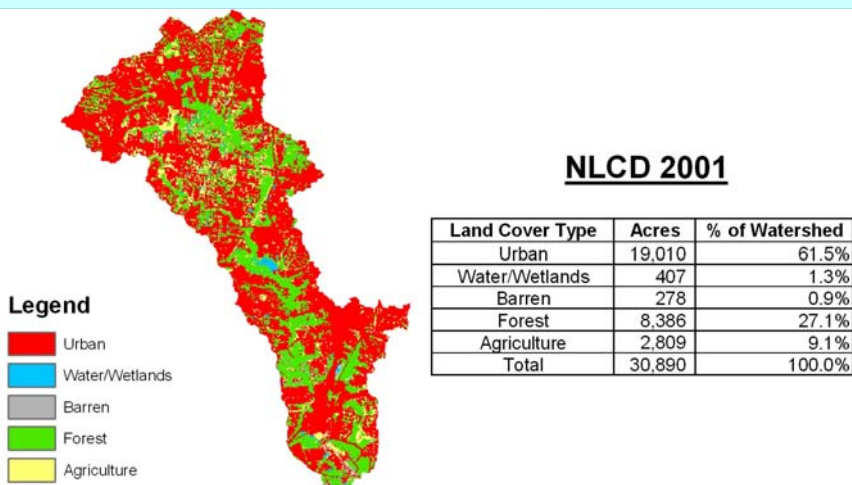 NLCD 2001
Land Cover Type Acres % of Watershed
Urban 19,010 61.5%
Water/Wetlands 407 1.3%
Barren 278 0.9%
Forest 8,386 27.1%
Agriculture 2,809 9.1%
Total 30,890 100.0%
Legend
Urban
Water/Wetlands
Barren
Forest
Agriculture